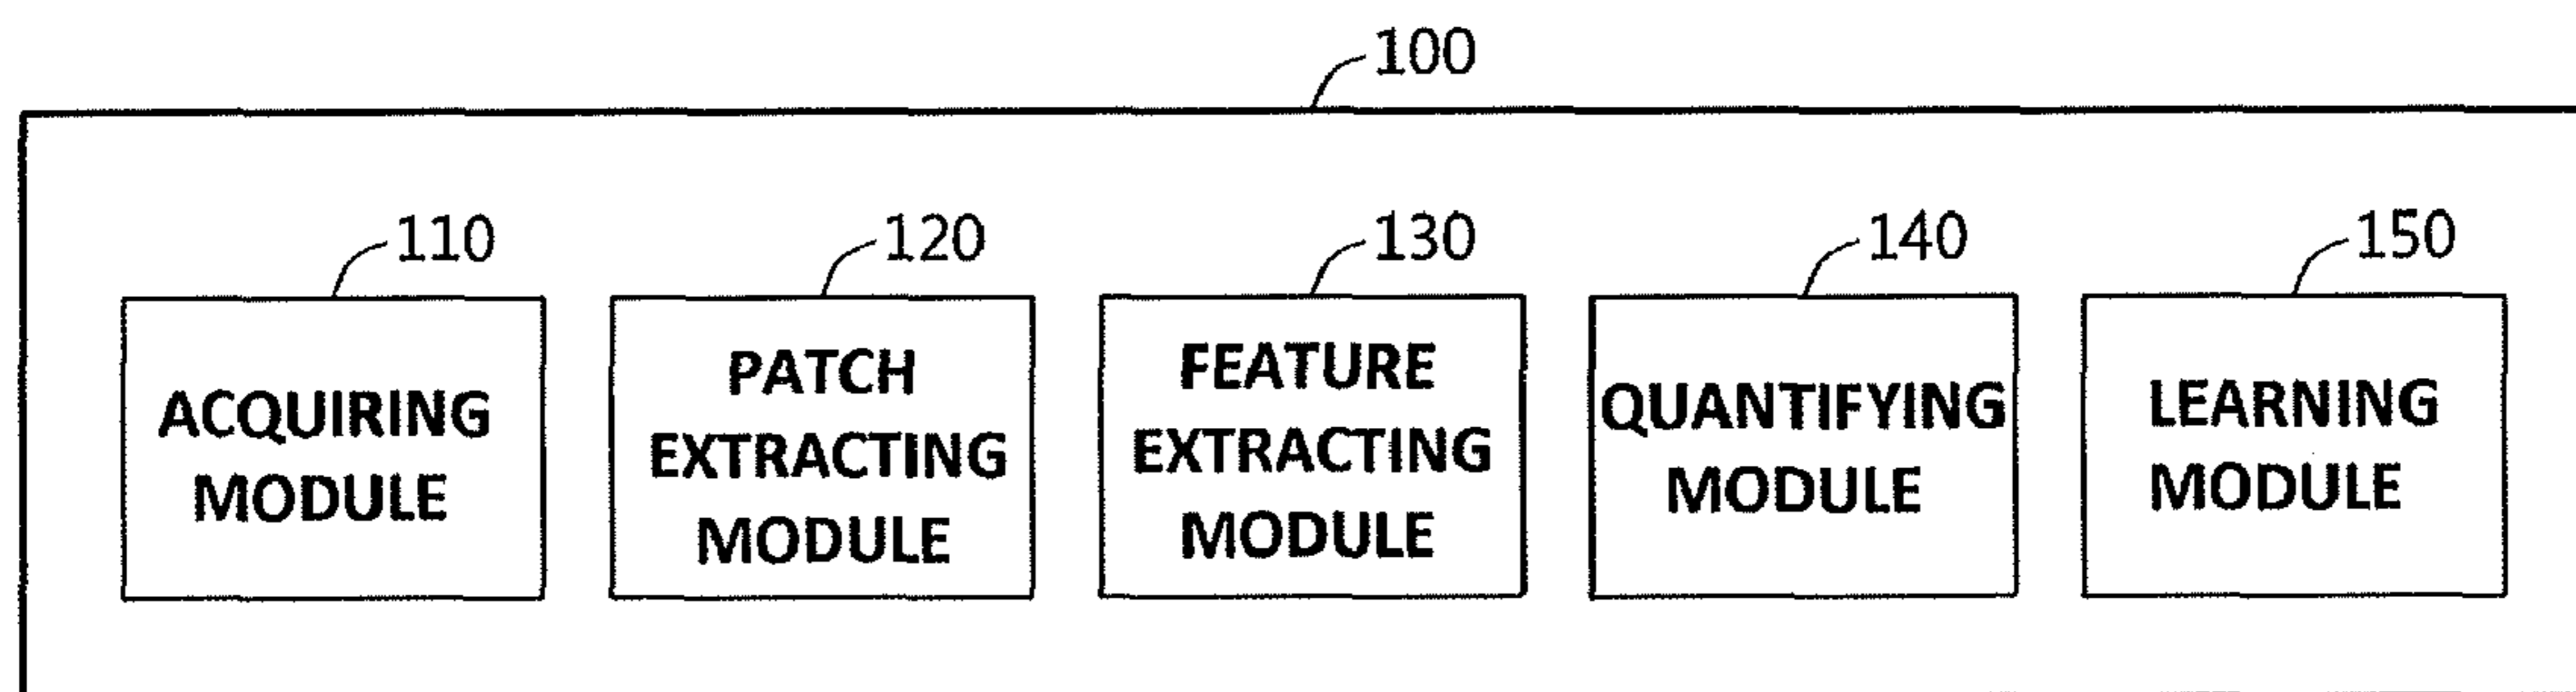 100
110
120
130
140
150
ACQUIRING
MODULE
PATCH
EXTRACTING
MODULE
FEATURE
EXTRACTING
MODULE
QUANTIFYING
MODULE
LEARNING
MODULE